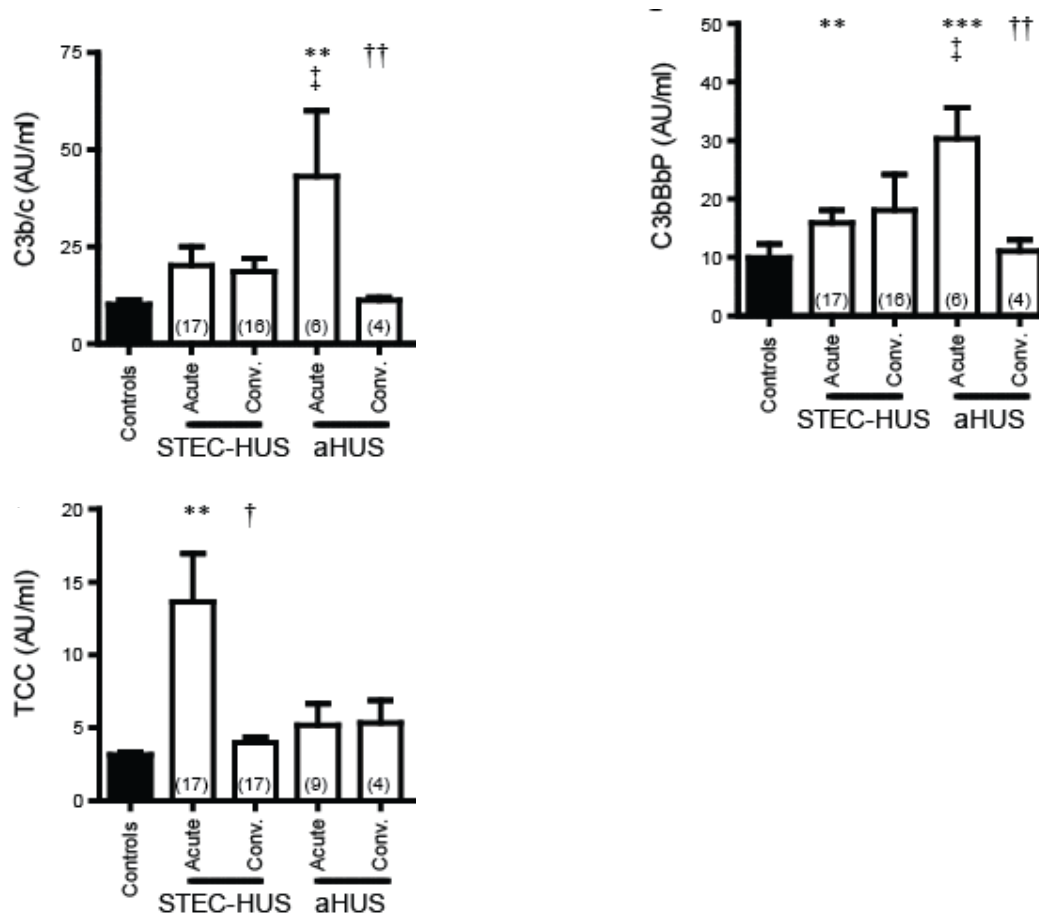 75
50
25
0
C3b/c (AU/ml)
** ††
‡
(17) (16) (6) (4)
Controls Acute Conv. Acute Conv.
STEC-HUS aHUS
50
40
30
20
10
0
C3bBbP (AU/ml)
** *** ††
‡
(17) (16) (6) (4)
Controls Acute Conv. Acute Conv.
STEC-HUS aHUS
20
15
10
5
0
TCC (AU/ml)
** †
(17) (17) (9) (4)
Controls Acute Conv. Acute Conv.
STEC-HUS aHUS